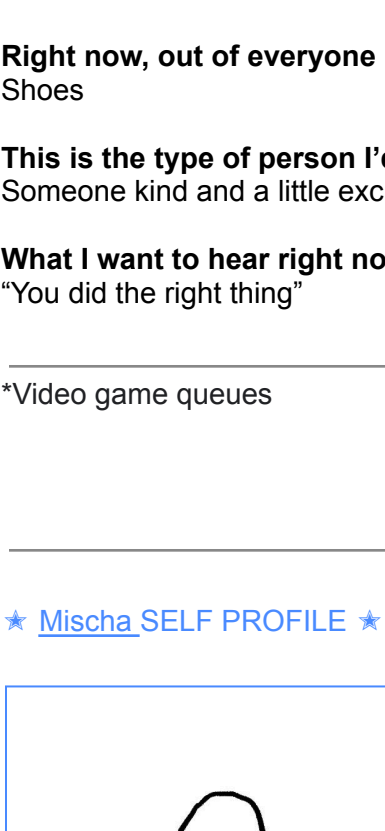 Right now, out of everyone
Shoes
This is the type of person I’
Someone kind and a little exc
What I want to hear right no
“You did the right thing”
*Video game queues
✭ Mischa SELF PROFILE ✭